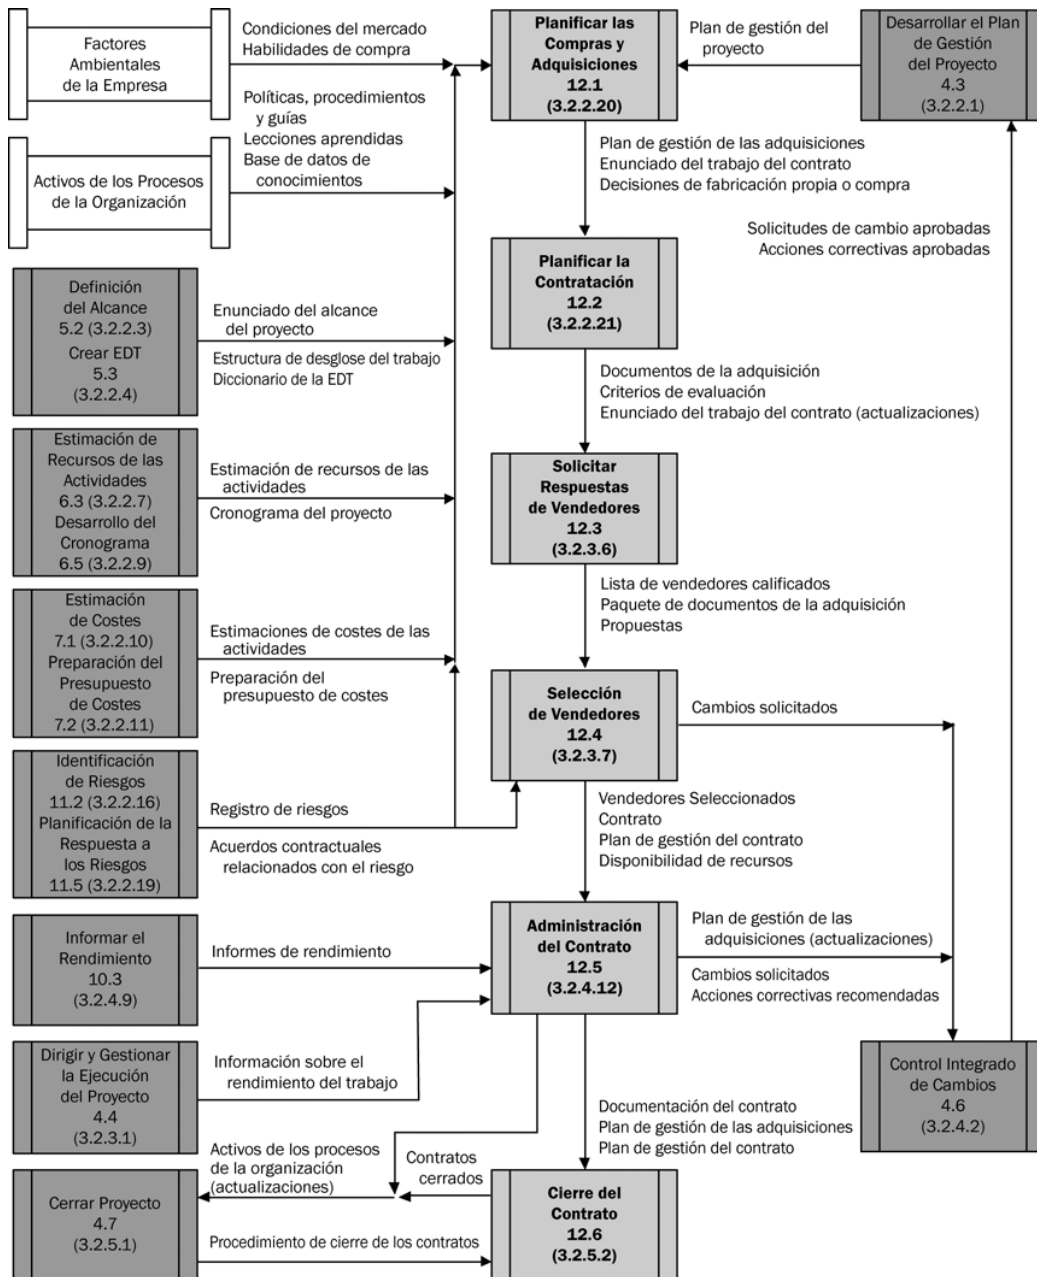 Factores
Ambientales
de la Empresa
Condiciones del mercado
Habilidades de compra
Planificar las
Compras y
Adquisiciones
12.1
(3.2.2.20)
Plan de gestión del
proyecto
Desarrollar el Plan
de Gestión
del Proyecto
4.3
(3.2.2.1)
Activos de los Procesos
de la Organización
Políticas, procedimientos
y guías
Lecciones aprendidas
Base de datos de
conocimientos
Plan de gestión de las adquisiciones
Enunciado del trabajo del contrato
Decisiones de fabricación propia o compra
Solicitudes de cambio aprobadas
Acciones correctivas aprobadas
Planificar la
Contratación
12.2
(3.2.2.21)
Definición
del Alcance
5.2 (3.2.2.3)
Crear EDT
5.3
(3.2.2.4)
Enunciado del alcance
del proyecto
Estructura de desglose del trabajo
Diccionario de la EDT
Documentos de la adquisición
Criterios de evaluación
Enunciado del trabajo del contrato (actualizaciones)
Estimación de
Recursos de las
Actividades
6.3 (3.2.2.7)
Desarrollo del
Cronograma
6.5 (3.2.2.9)
Estimación de recursos de las
actividades
Cronograma del proyecto
Solicitar
Respuestas
de Vendedores
12.3
(3.2.3.6)
Lista de vendedores calificados
Paquete de documentos de la adquisición
Propuestas
Estimación
de Costes
7.1 (3.2.2.10)
Preparación del
Presupuesto
de Costes
7.2 (3.2.2.11)
Estimaciones de costes de las
actividades
Preparación del
presupuesto de costes
Selección
de Vendedores
12.4
(3.2.3.7)
Cambios solicitados
Identificación
de Riesgos
11.2 (3.2.2.16)
Planificación de la
Respuesta a
los Riesgos
11.5 (3.2.2.19)
Registro de riesgos
Acuerdos contractuales
relacionados con el riesgo
Vendedores Seleccionados
Contrato
Plan de gestión del contrato
Disponibilidad de recursos
Informar el
Rendimiento
10.3
(3.2.4.9)
Informes de rendimiento
Administración
del Contrato
12.5
(3.2.4.12)
Plan de gestión de las
adquisiciones (actualizaciones)
Cambios solicitados
Acciones correctivas recomendadas
Dirigir y Gestionar
la Ejecución
del Proyecto
4.4
(3.2.3.1)
Información sobre el
rendimiento del trabajo
Control Integrado
de Cambios
4.6
(3.2.4.2)
Documentación del contrato
Plan de gestión de las adquisiciones
Plan de gestión del contrato
Activos de los procesos
de la organización
(actualizaciones)
Contratos
cerrados
Cerrar Proyecto
4.7
(3.2.5.1)
Procedimiento de cierre de los contratos
Cierre del
Contrato
12.6
(3.2.5.2)